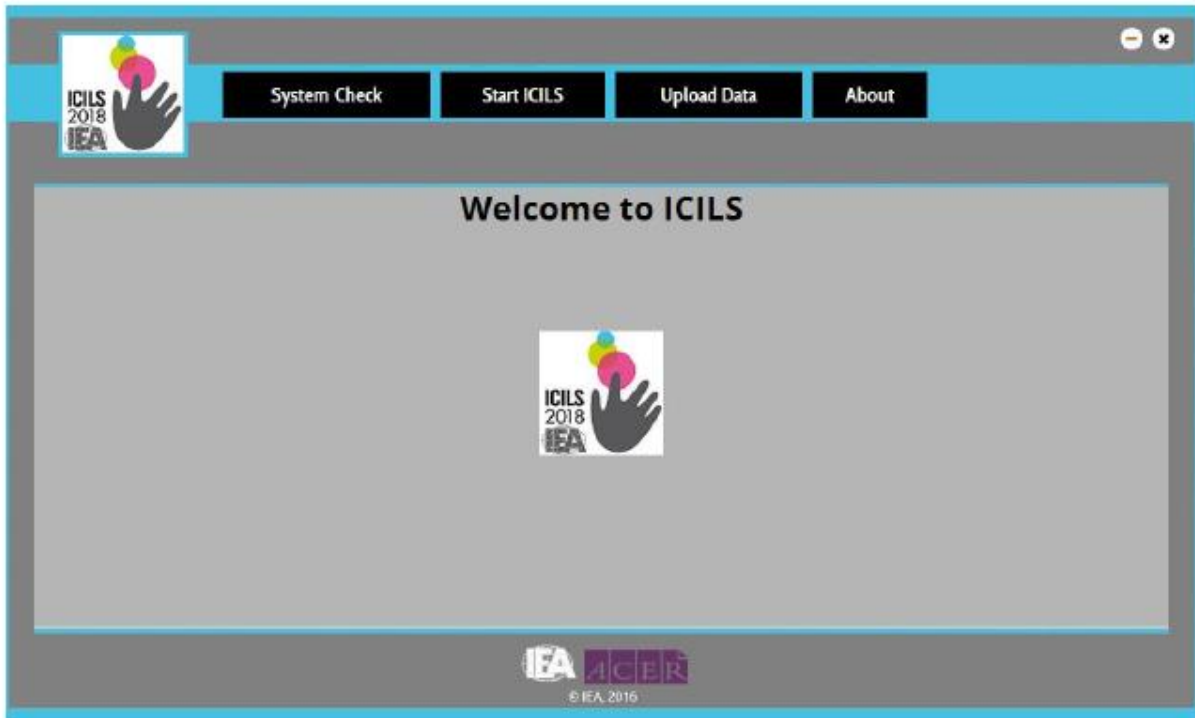 ICILS
2018
IEA
System Check
Start ICILS
Upload Data
About
Welcome to ICILS
ICILS
2018
IEA
IEA ACER
© IEA, 2016